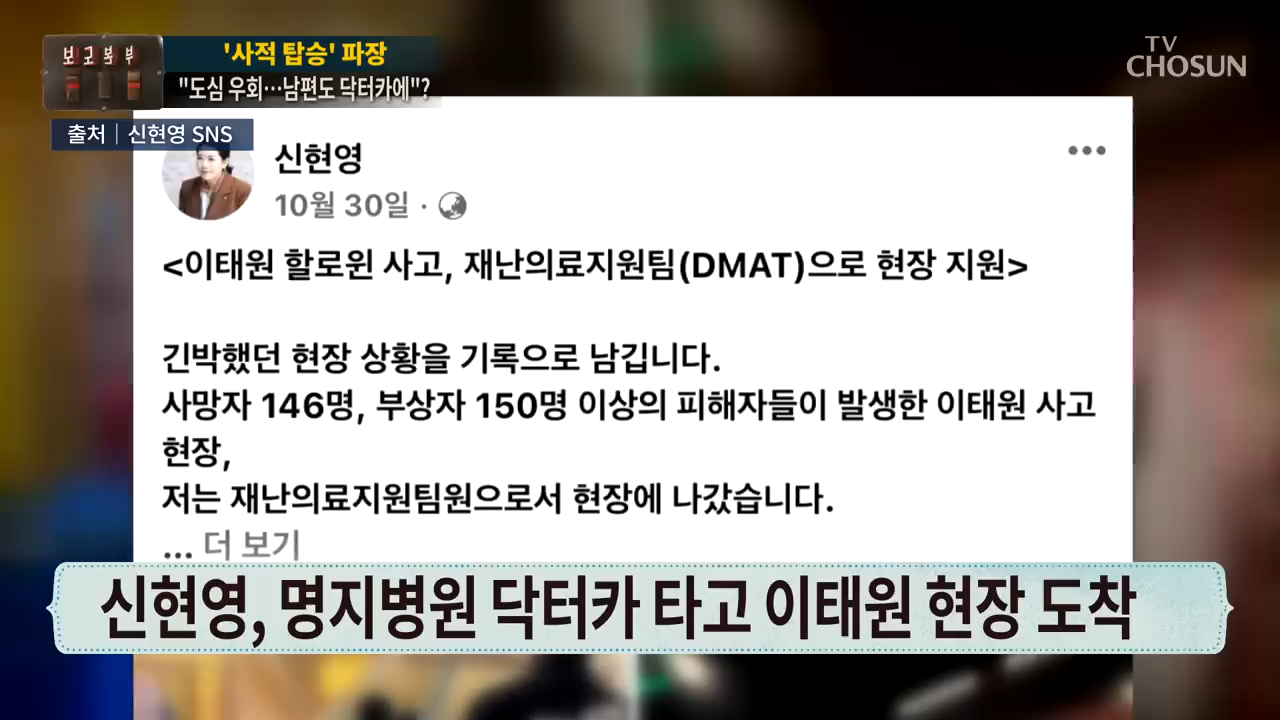 보고봅부
'사적 탑승' 파장
"도심 우회…남편도 닥터카에"?
TV
CHOSUN
출처｜신현영 SNS
신현영
10월 30일 ·
<이태원 할로윈 사고, 재난의료지원팀(DMAT)으로 현장 지원>
긴박했던 현장 상황을 기록으로 남깁니다.
사망자 146명, 부상자 150명 이상의 피해자들이 발생한 이태원 사고
현장,
저는 재난의료지원팀원으로서 현장에 나갔습니다.
... 더 보기
신현영, 명지병원 닥터카 타고 이태원 현장 도착